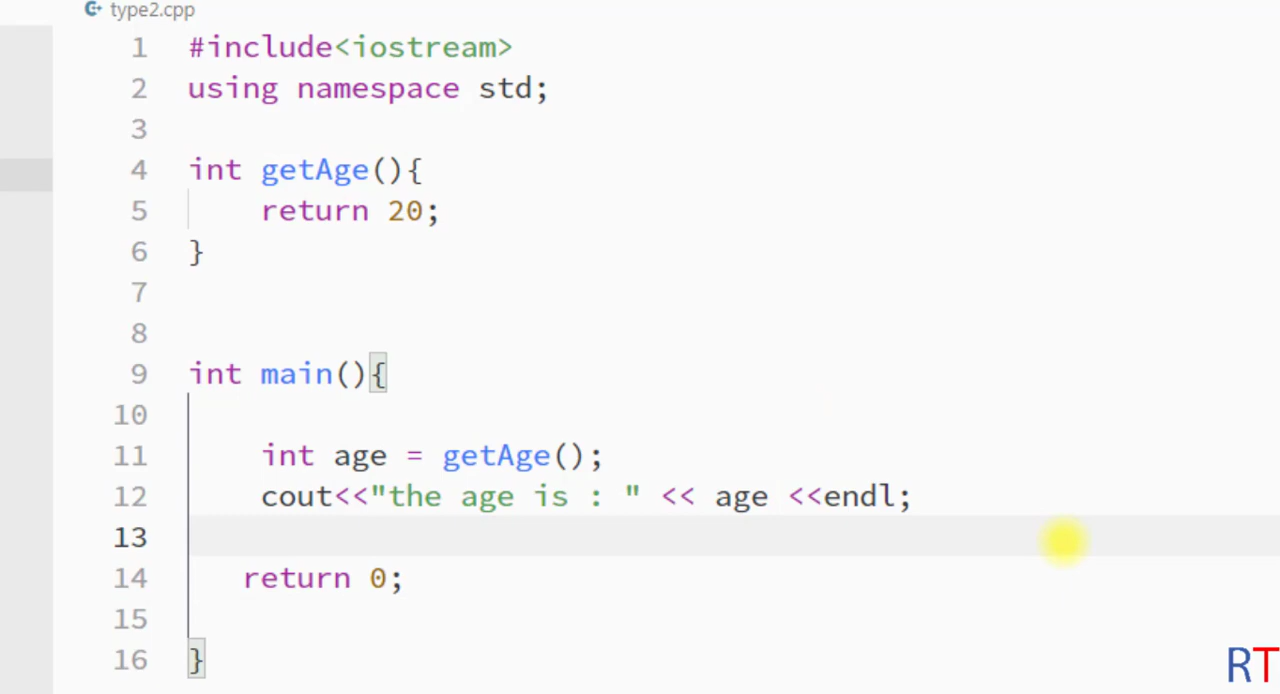 type2.cpp
1 #include<iostream>
2 using namespace std;
3
4 int getAge(){
5     return 20;
6 }
7
8
9 int main(){
10
11     int age = getAge();
12     cout<<"the age is : " << age <<endl;
13
14    return 0;
15
16 }
RT